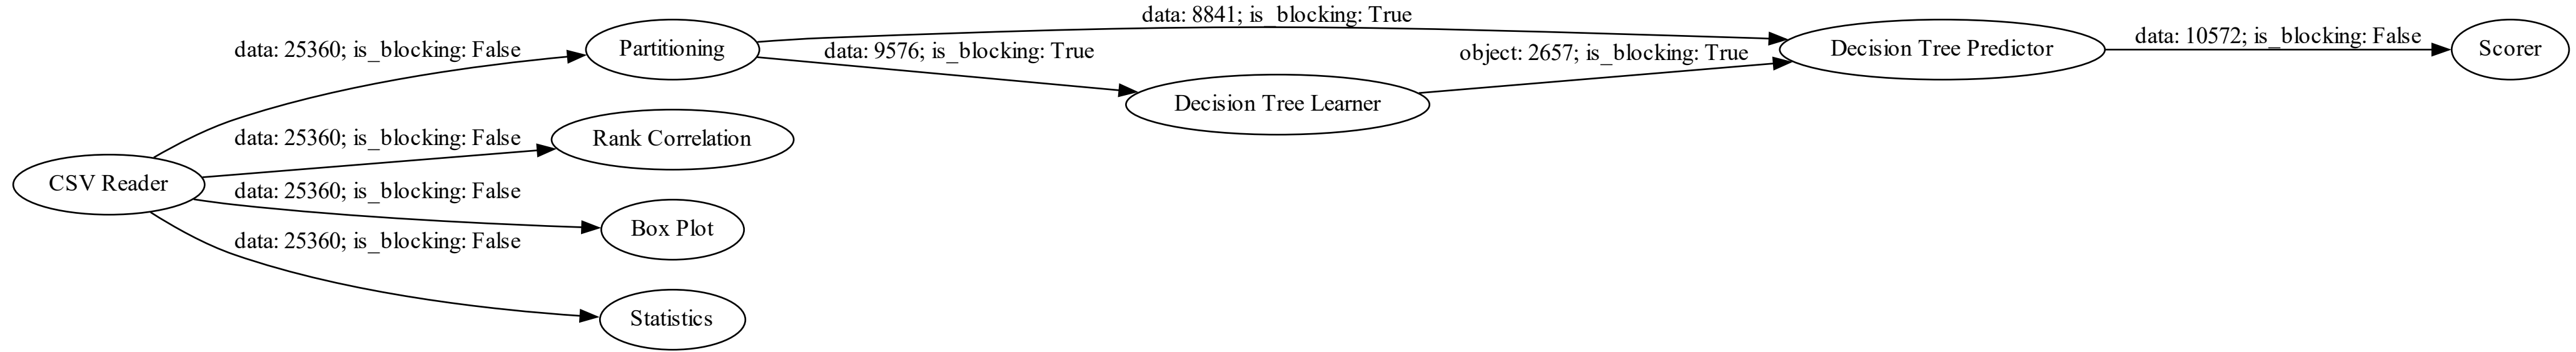 data: 8841; is_blocking: True
data: 25360; is_blocking: False
Partitioning
data: 9576; is_blocking: True
object: 2657; is_blocking: True
Decision Tree Predictor
data: 10572; is_blocking: False
Scorer
Decision Tree Learner
data: 25360; is_blocking: False
Rank Correlation
CSV Reader
data: 25360; is_blocking: False
Box Plot
data: 25360; is_blocking: False
Statistics